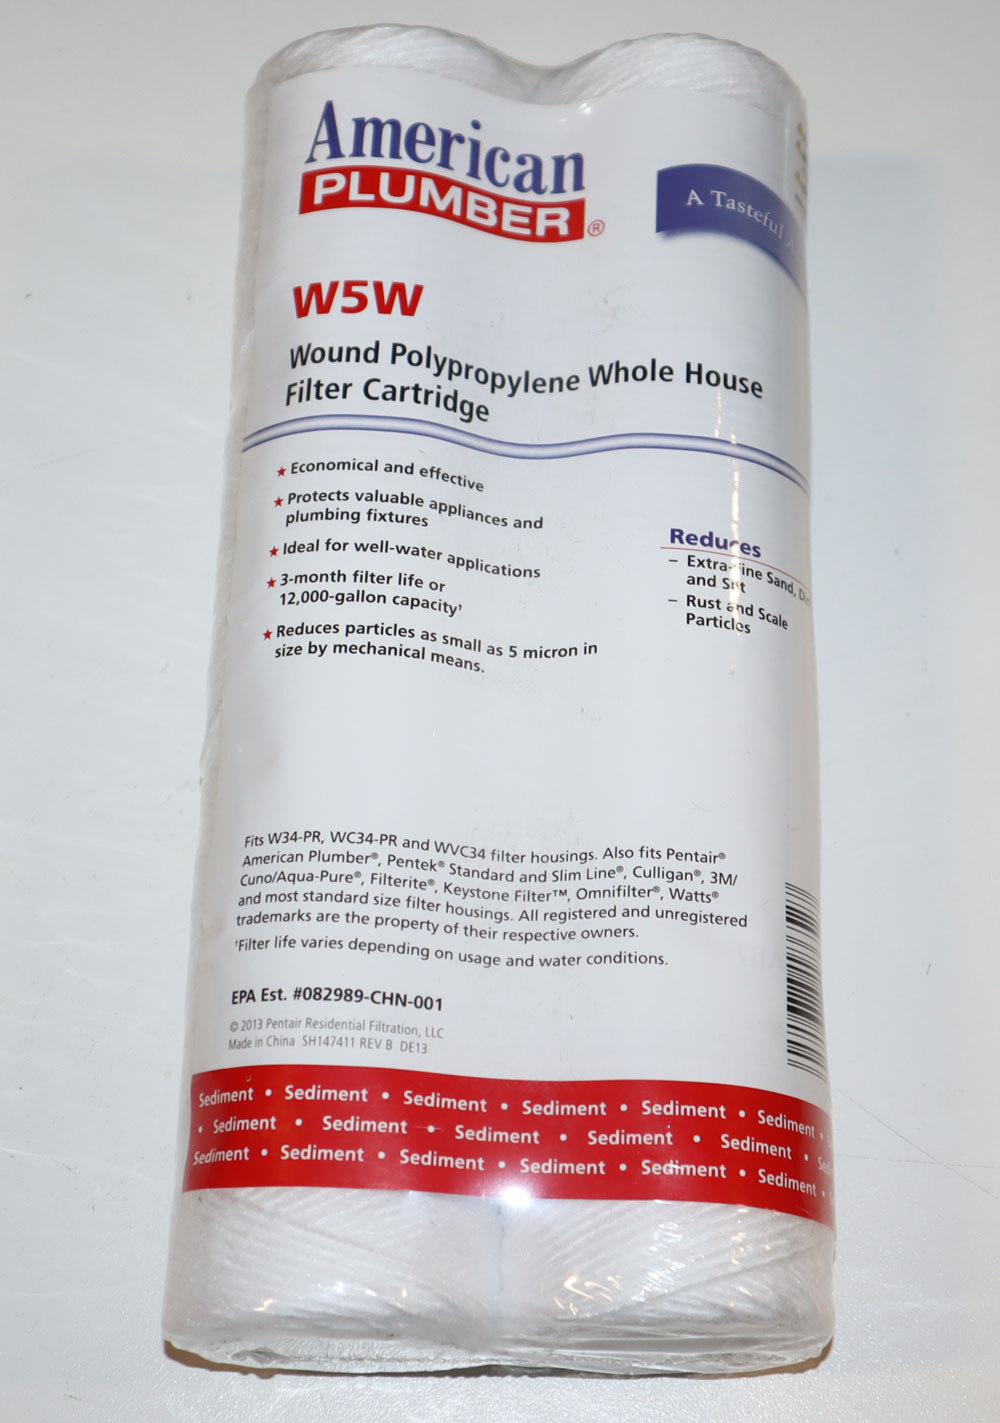 American
PLUMBER®
A Tasteful
W5W
Wound Polypropylene Whole House
Filter Cartridge
★ Economical and effective
★ Protects valuable appliances and
plumbing fixtures
★ Ideal for well-water applications
★ 3-month filter life or
12,000-gallon capacity†
★ Reduces particles as small as 5 micron in
size by mechanical means.
Reduces
– Extra-Fine Sand,
and Silt
– Rust and Scale
Particles
Fits W34-PR, WC34-PR and WVC34 filter housings. Also fits Pentair®
American Plumber®, Pentek® Standard and Slim Line®, Culligan®, 3M/
Cuno/Aqua-Pure®, Filterite®, Keystone Filter™, Omnifilter®, Watts®
and most standard size filter housings. All registered and unregistered
trademarks are the property of their respective owners.
†Filter life varies depending on usage and water conditions.
EPA Est. #082989-CHN-001
© 2013 Pentair Residential Filtration, LLC
Made in China SH147411 REV B DE13
Sediment • Sediment • Sediment • Sediment • Sediment • Sediment •
• Sediment • Sediment • Sediment • Sediment • Sediment •
Sediment • Sediment • Sediment • Sediment • Sediment • Sediment •